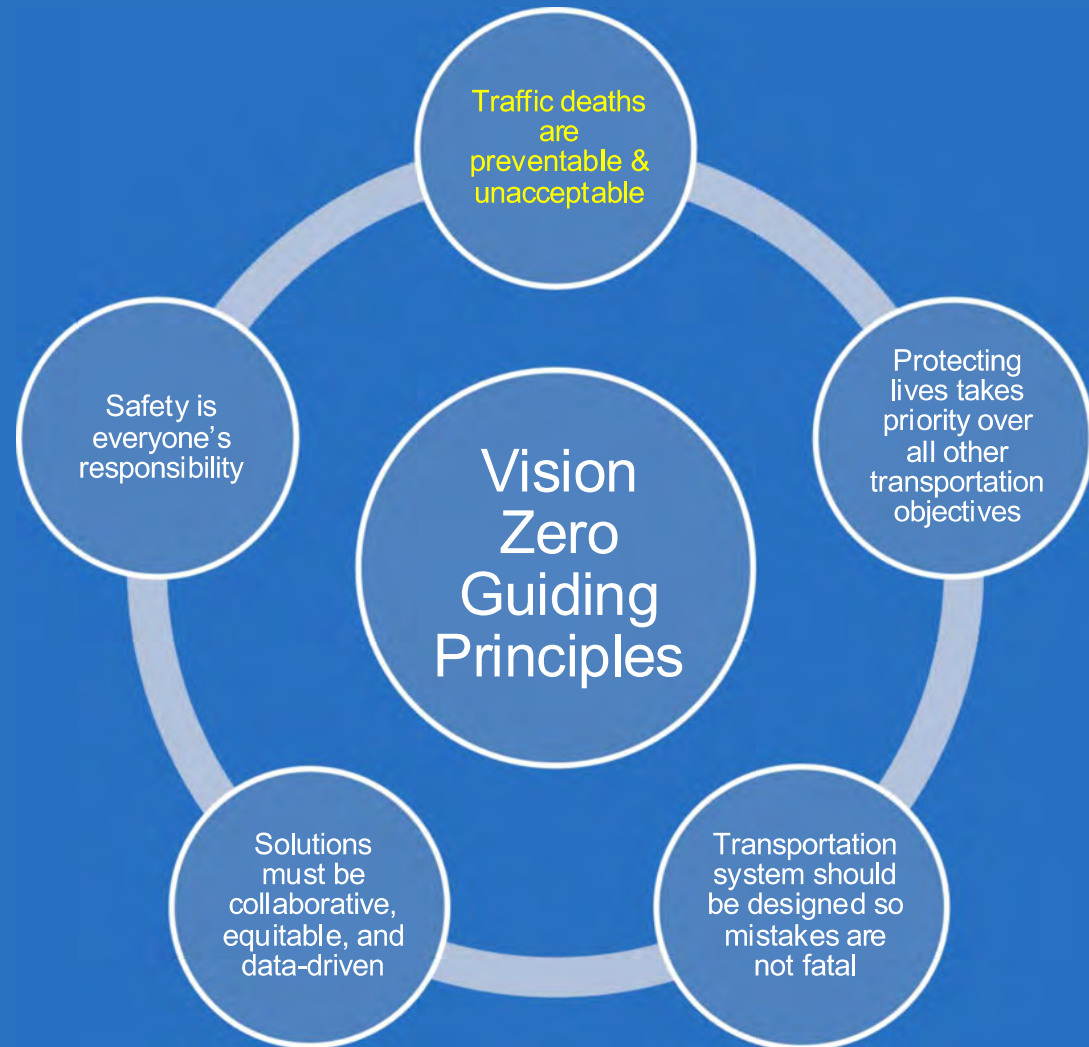 Traffic deaths
are
preventable &
unacceptable
Protecting
lives takes
priority over
all other
transportation
objectives
Safety is
everyone’s
responsibility
Vision
Zero
Guiding
Principles
Solutions
must be
collaborative,
equitable, and
data-driven
Transportation
system should
be designed so
mistakes are
not fatal